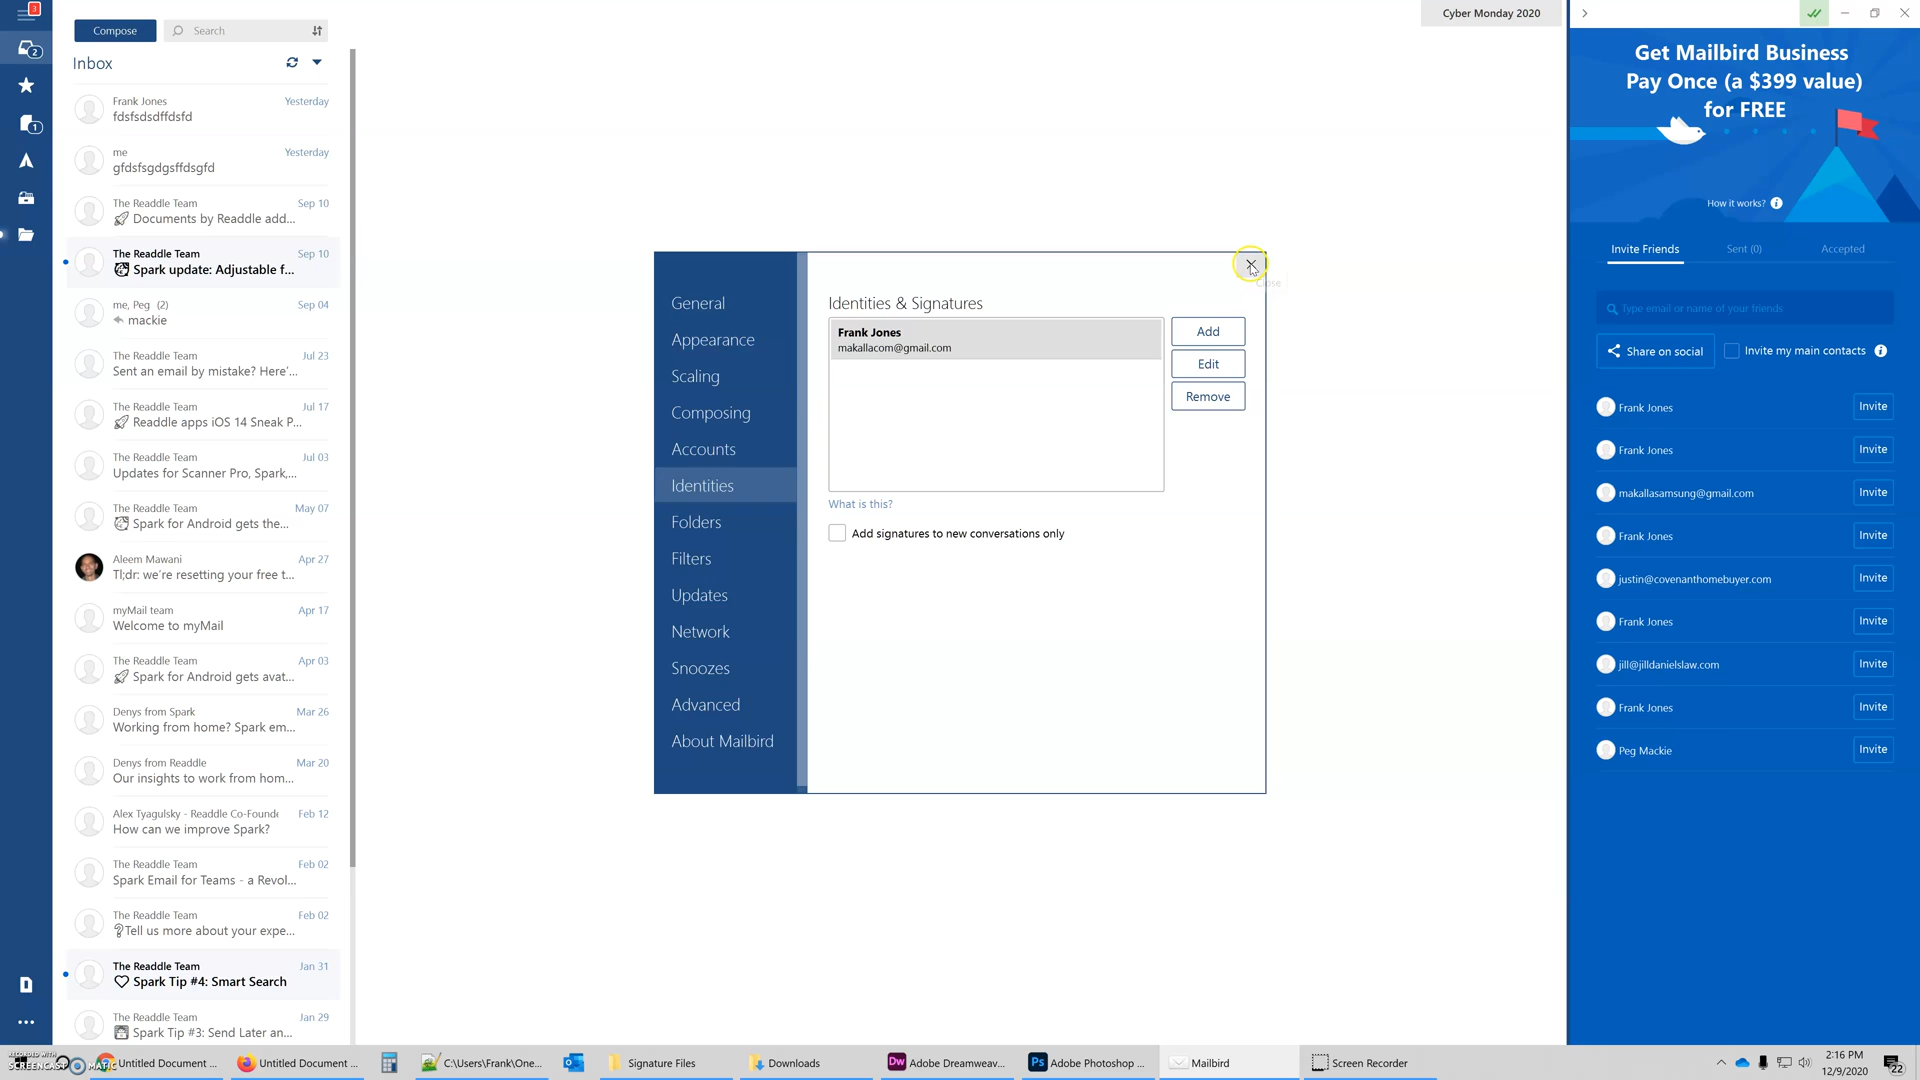 3
Compose
Search
Cyber Monday 2020
2
Inbox
Frank Jones
Yesterday
fdsfsdsdffdsfd
1
me
Yesterday
gfdsfsgdgsffdsgfd
The Readdle Team
Sep 10
Documents by Readdle add...
The Readdle Team
Sep 10
Spark update: Adjustable f...
me, Peg (2)
Sep 04
mackie
The Readdle Team
Jul 23
Sent an email by mistake? Here'...
The Readdle Team
Jul 17
Readdle apps iOS 14 Sneak P...
The Readdle Team
Jul 03
Updates for Scanner Pro, Spark,...
The Readdle Team
May 07
Spark for Android gets the...
Aleem Mawani
Apr 27
Tl;dr: we're resetting your free t...
myMail team
Apr 17
Welcome to myMail
The Readdle Team
Apr 03
Spark for Android gets avat...
Denys from Spark
Mar 26
Working from home? Spark em...
Denys from Readdle
Mar 20
Our insights to work from hom...
Alex Tyagulsky - Readdle Co-Founde
Feb 12
How can we improve Spark?
The Readdle Team
Feb 02
Spark Email for Teams - a Revol...
The Readdle Team
Feb 02
Tell us more about your expe...
The Readdle Team
Jan 31
Spark Tip #4: Smart Search
The Readdle Team
Jan 29
Spark Tip #3: Send Later an...
General
Appearance
Scaling
Composing
Accounts
Identities
Folders
Filters
Updates
Network
Snoozes
Advanced
About Mailbird
Close
Identities & Signatures
Frank Jones
makallacom@gmail.com
Add
Edit
Remove
What is this?
Add signatures to new conversations only
Get Mailbird Business
Pay Once (a $399 value)
for FREE
How it works?
Invite Friends
Sent (0)
Accepted
Type email or name of your friends
Share on social
Invite my main contacts
Frank Jones
Invite
Frank Jones
Invite
makallasamsung@gmail.com
Invite
Frank Jones
Invite
justin@covenanthomebuyer.com
Invite
Frank Jones
Invite
jill@jilldanielslaw.com
Invite
Frank Jones
Invite
Peg Mackie
Invite
RECORDED WITH
SCREENCAST MATIC
Untitled Document ...
Untitled Document ...
C:\Users\Frank\One...
Signature Files
Downloads
Dw
Adobe Dreamweav...
Ps
Adobe Photoshop ...
Mailbird
Screen Recorder
2:16 PM
12/9/2020
22